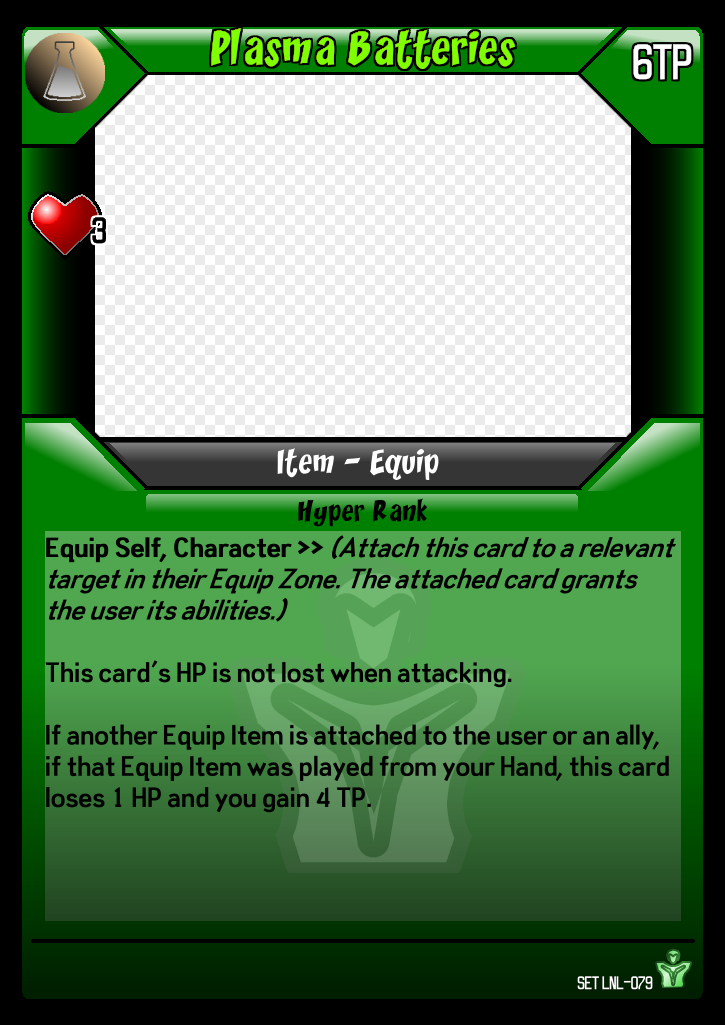 Plasma Batteries
6TP
3
Item - Equip
Hyper Rank
Equip Self, Character >> (Attach this card to a relevant
target in their Equip Zone. The attached card grants
the user its abilities.)
This card's HP is not lost when attacking.
If another Equip Item is attached to the user or an ally,
if that Equip Item was played from your Hand, this card
loses 1 HP and you gain 4 TP.
SET LNL-079